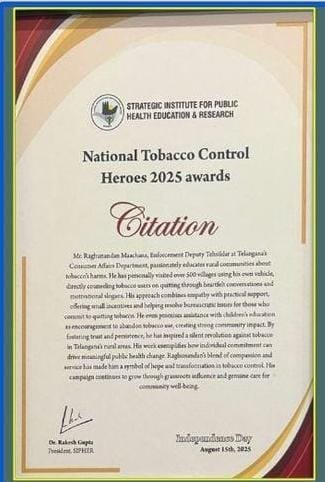 STRATEGIC INSTITUTE FOR PUBLIC
HEALTH EDUCATION & RESEARCH
National Tobacco Control
Heroes 2025 awards
Citation
Mr. Raghunandan Maachana, Enforcement Deputy Tehsildar at Telangana's
Consumer Affairs Department, passionately educates rural communities about
tobacco's harms. He has personally visited over 500 villages using his own vehicle,
directly counseling tobacco users on quitting through heartfelt conversations and
motivational slogans. His approach combines empathy with practical support,
offering small incentives and helping resolve bureaucratic issues for those who
commit to quitting tobacco. He even promises assistance with children's education
as encouragement to abandon tobacco use, creating strong community impact. By
fostering trust and persistence, he has inspired a silent revolution against tobacco
in Telangana's rural areas. His work exemplifies how individual commitment can
drive meaningful public health change. Raghunandan's blend of compassion and
service has made him a symbol of hope and transformation in tobacco control. His
campaign continues to grow through grassroots influence and genuine care for
community well-being.
Dr. Rakesh Gupta
President, SIPHER
Independence Day
August 15th, 2025